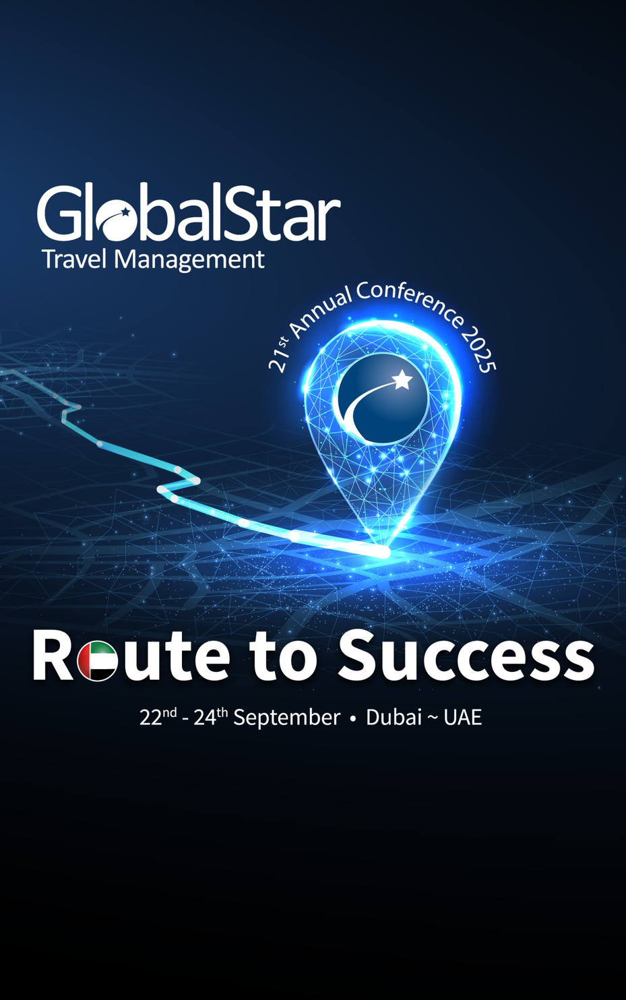 GlobalStar
Travel Management
21st Annual Conference 2025
Route to Success
22nd - 24th September • Dubai ~ UAE